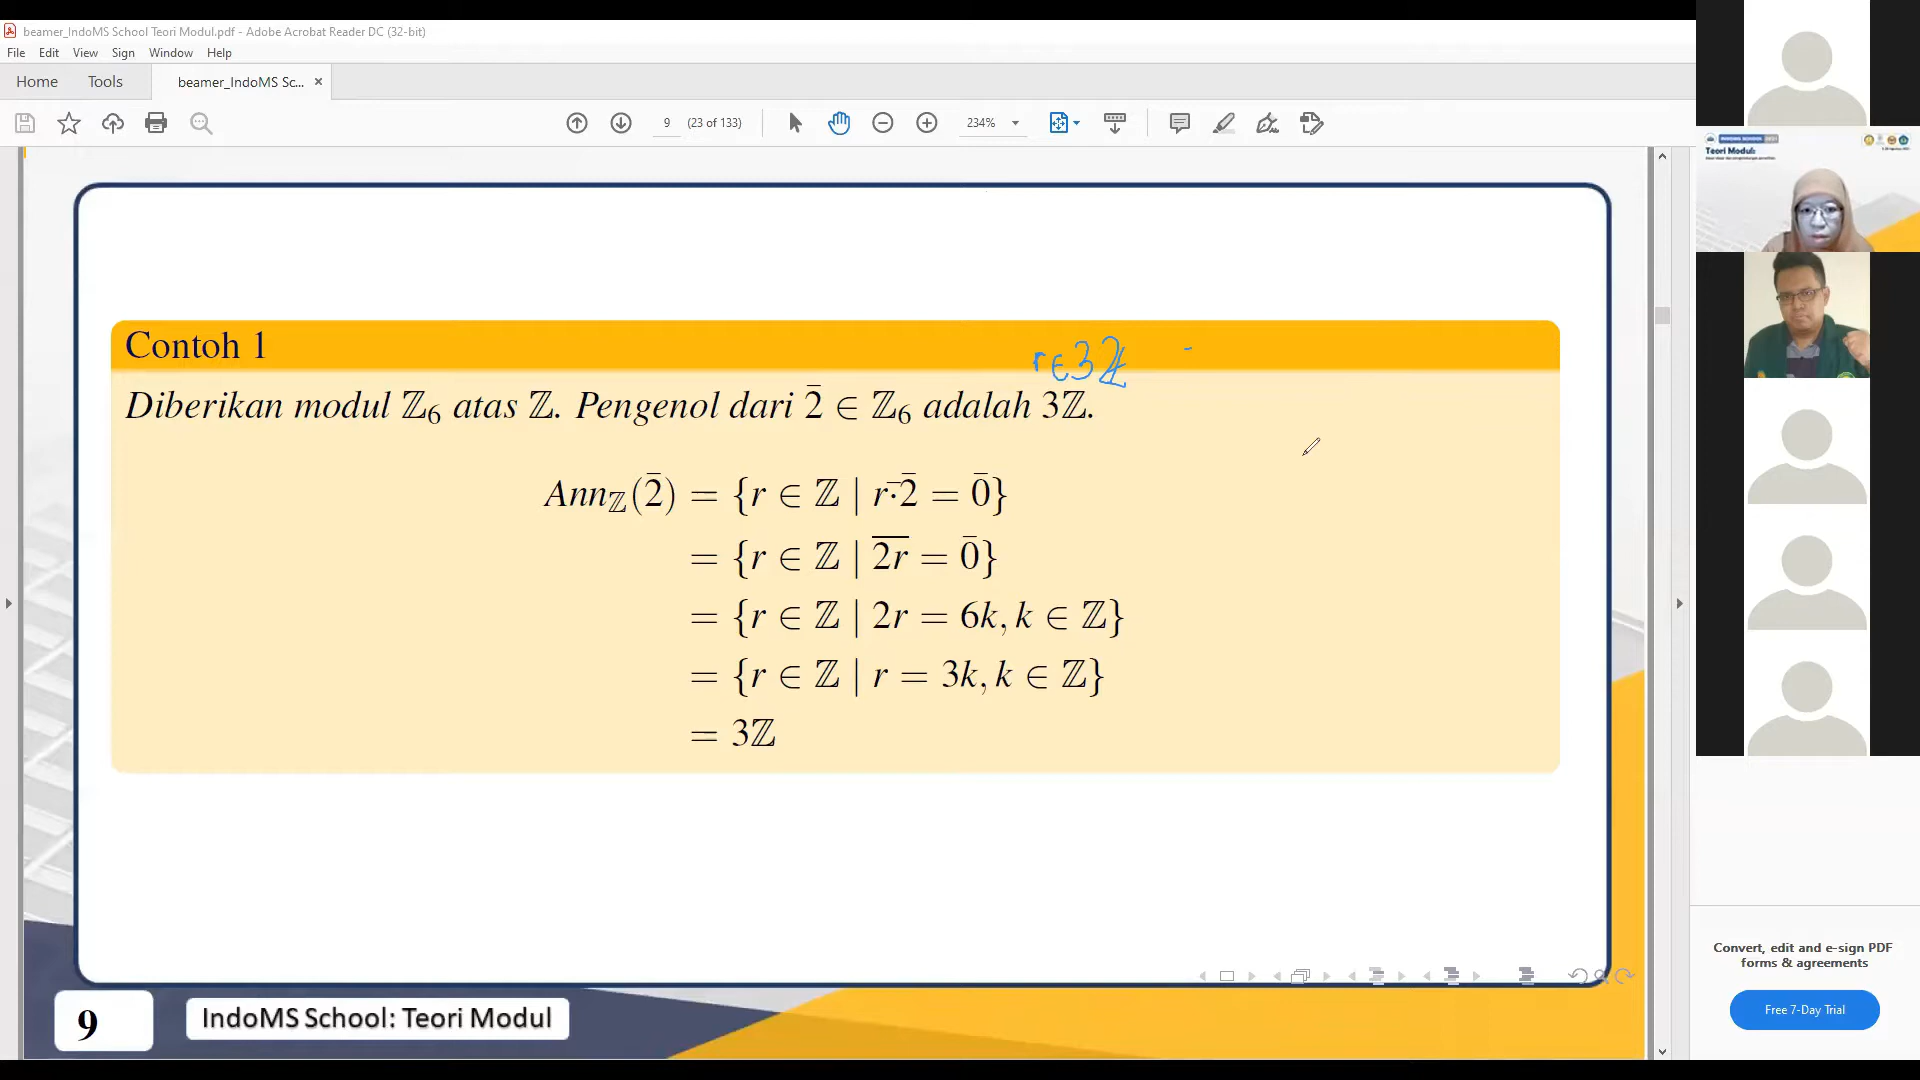 beamer_IndoMS School Teori Modul.pdf - Adobe Acrobat Reader DC (32-bit)
File Edit View Sign Window Help
Home Tools beamer_IndoMS Sc... ×
9 (23 of 133) 234%
Teori Modul:
Contoh 1
r∈3ℤ -
Diberikan modul ℤ₆ atas ℤ. Pengenol dari 2̄ ∈ ℤ₆ adalah 3ℤ.
Ann_ℤ(2̄) = {r ∈ ℤ | r·̄2̄ = 0̄}
= {r ∈ ℤ | \overline{2r} = 0̄}
= {r ∈ ℤ | 2r = 6k, k ∈ ℤ}
= {r ∈ ℤ | r = 3k, k ∈ ℤ}
= 3ℤ
9
IndoMS School: Teori Modul
Convert, edit and e-sign PDF
forms & agreements
Free 7-Day Trial